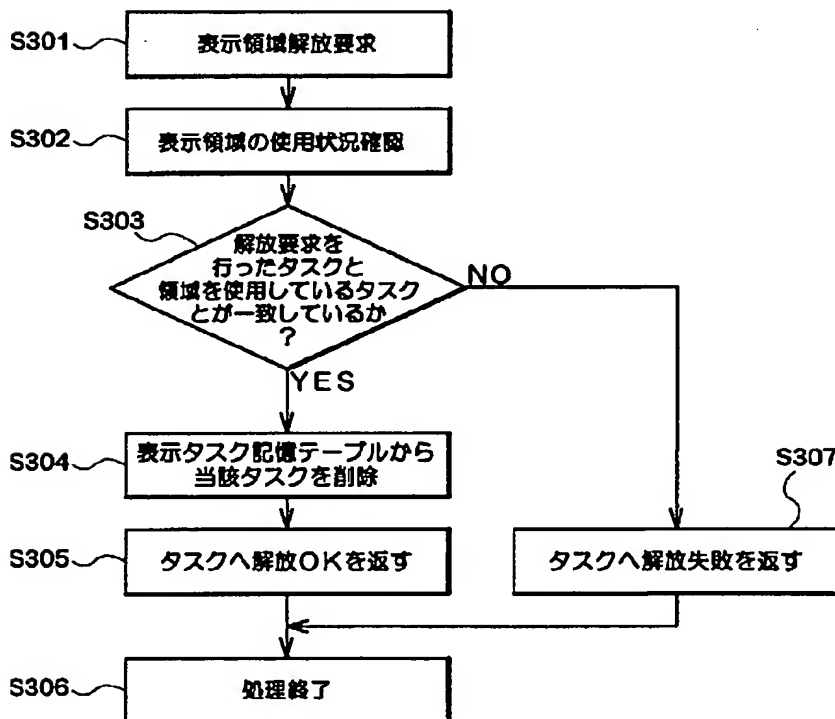 S301
表示領域解放要求
S302
表示領域の使用状況確認
S303
解放要求を
行ったタスクと
領域を使用しているタスク
とが一致しているか
?
NO
YES
S304
表示タスク記憶テーブルから
当該タスクを削除
S307
S305
タスクへ解放OKを返す
タスクへ解放失敗を返す
S306
処理終了